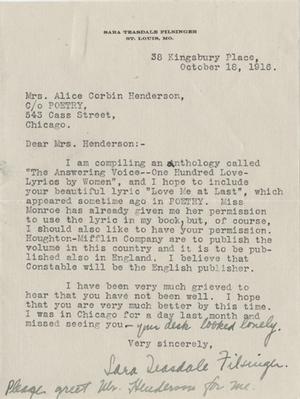 SARA TEASDALE FILSINGER
ST. LOUIS, MO.
38 Kingsbury Place,
October 18, 1916.
Mrs. Alice Corbin Henderson,
C/o POETRY,
543 Cass Street,
Chicago.
Dear Mrs. Henderson:-
I am compiling an anthology called
"The Answering Voice--One Hundred Love-
Lyrics by Women", and I hope to include
your beautiful lyric "Love Me at Last", which
appeared sometime ago in POETRY. Miss
Monroe has already given me her permission
to use the lyric in my book, but, of course,
I should also like to have your permission.
Houghton-Mifflin Company are to publish the
volume in this country and it is to be pub-
lished also in England. I believe that
Constable will be the English publisher.
I have been very much grieved to
hear that you have not been well. I hope
that you are very much better by this time.
I was in Chicago for a day last month and
missed seeing you - your desk looked lonely.
Very sincerely,
Sara Teasdale Filsinger.
Please greet Mr. Henderson for me.